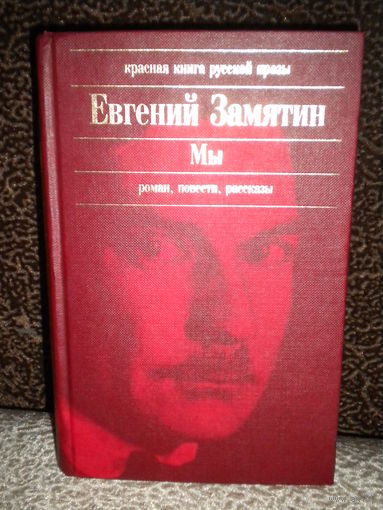 красная книга русской прозы
Евгений Замятин
Мы
роман, повести, рассказы